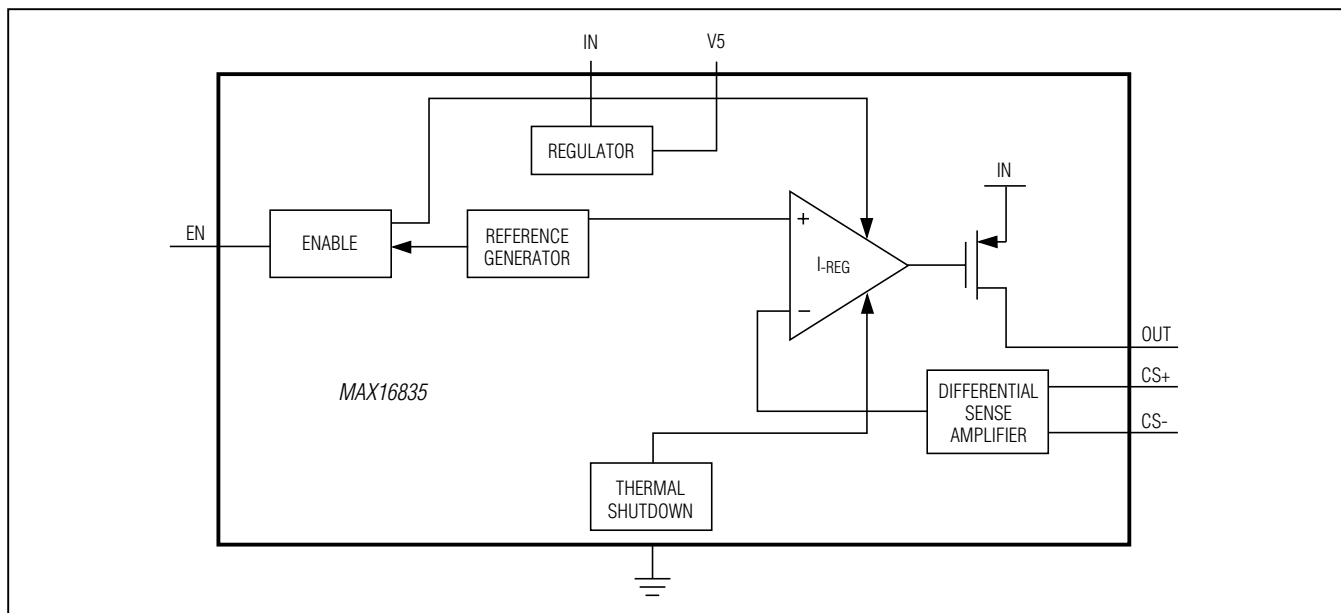 IN
V5
REGULATOR
IN
EN
ENABLE
REFERENCE
GENERATOR
+
I-REG
−
OUT
CS+
CS-
DIFFERENTIAL
SENSE
AMPLIFIER
MAX16835
THERMAL
SHUTDOWN